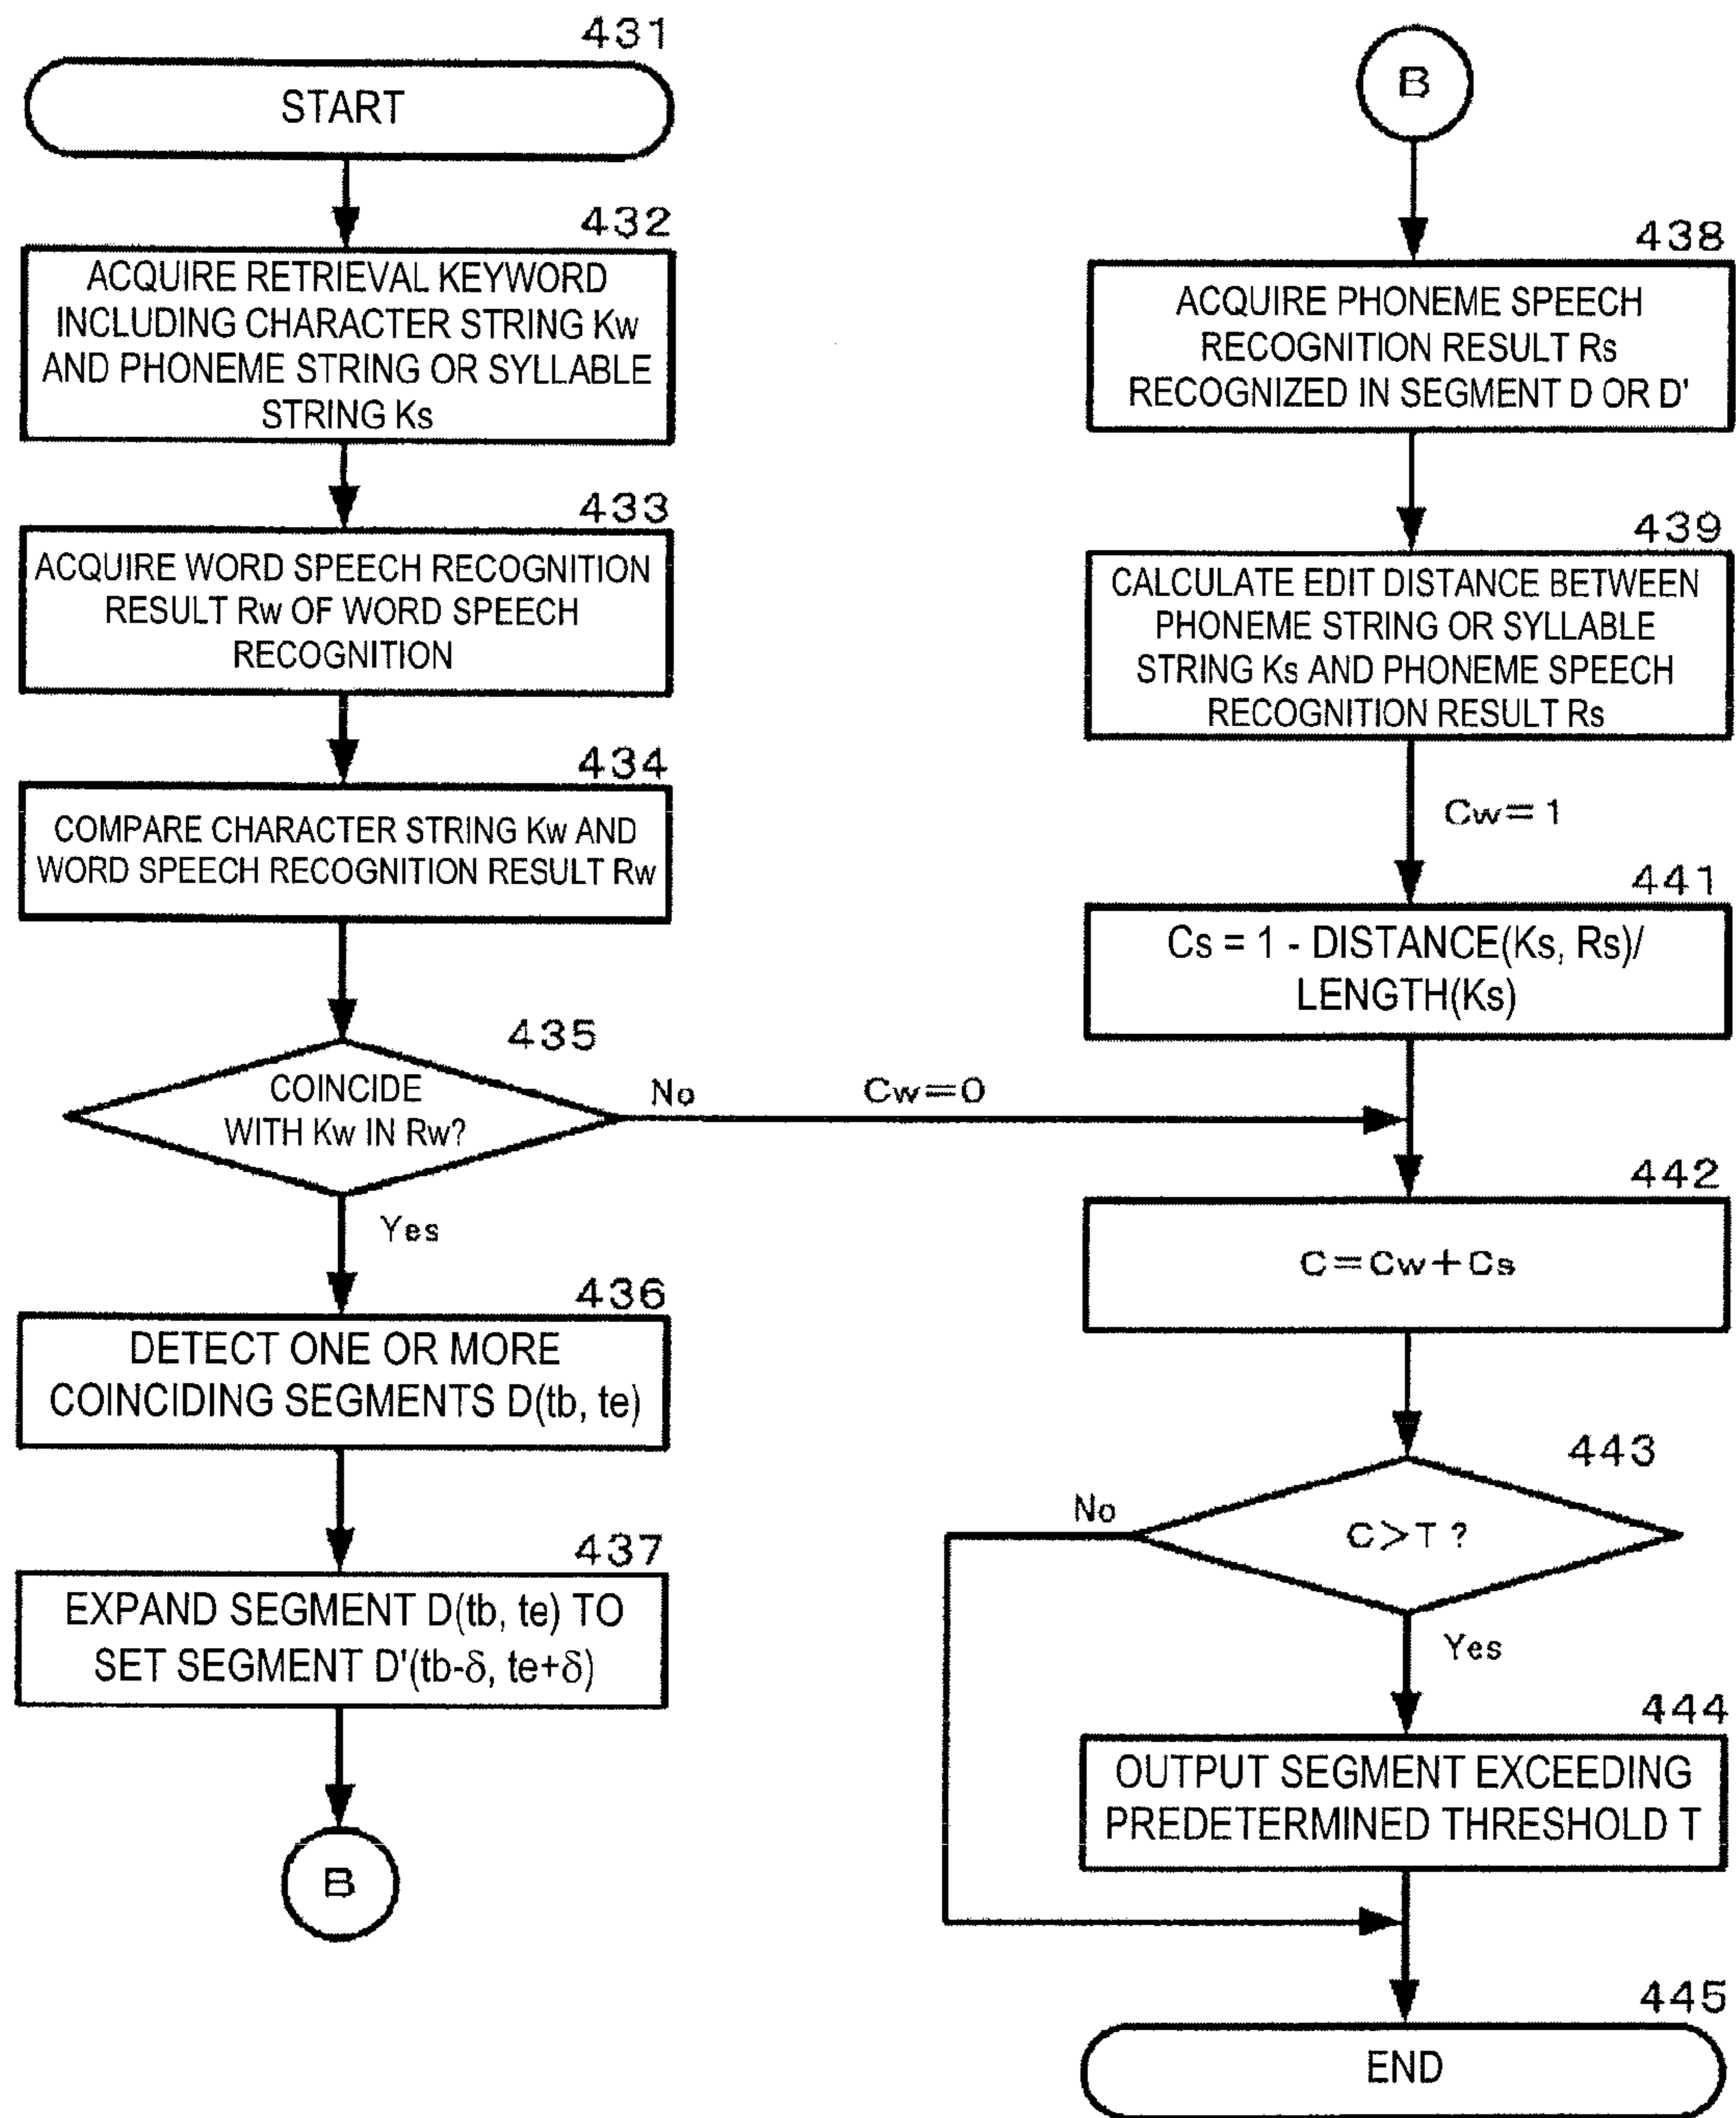 431
START
432
ACQUIRE RETRIEVAL KEYWORD
INCLUDING CHARACTER STRING Kw
AND PHONEME STRING OR SYLLABLE
STRING Ks
433
ACQUIRE WORD SPEECH RECOGNITION
RESULT Rw OF WORD SPEECH
RECOGNITION
434
COMPARE CHARACTER STRING Kw AND
WORD SPEECH RECOGNITION RESULT Rw
435
COINCIDE
WITH Kw IN Rw?
No
Cw=0
Yes
436
DETECT ONE OR MORE
COINCIDING SEGMENTS D(tb, te)
437
EXPAND SEGMENT D(tb, te) TO
SET SEGMENT D'(tb-δ, te+δ)
B
B
438
ACQUIRE PHONEME SPEECH
RECOGNITION RESULT Rs
RECOGNIZED IN SEGMENT D OR D'
439
CALCULATE EDIT DISTANCE BETWEEN
PHONEME STRING OR SYLLABLE
STRING Ks AND PHONEME SPEECH
RECOGNITION RESULT Rs
Cw=1
441
Cs = 1 - DISTANCE(Ks, Rs)/
LENGTH(Ks)
442
C=Cw+Cs
443
C>T ?
No
Yes
444
OUTPUT SEGMENT EXCEEDING
PREDETERMINED THRESHOLD T
445
END